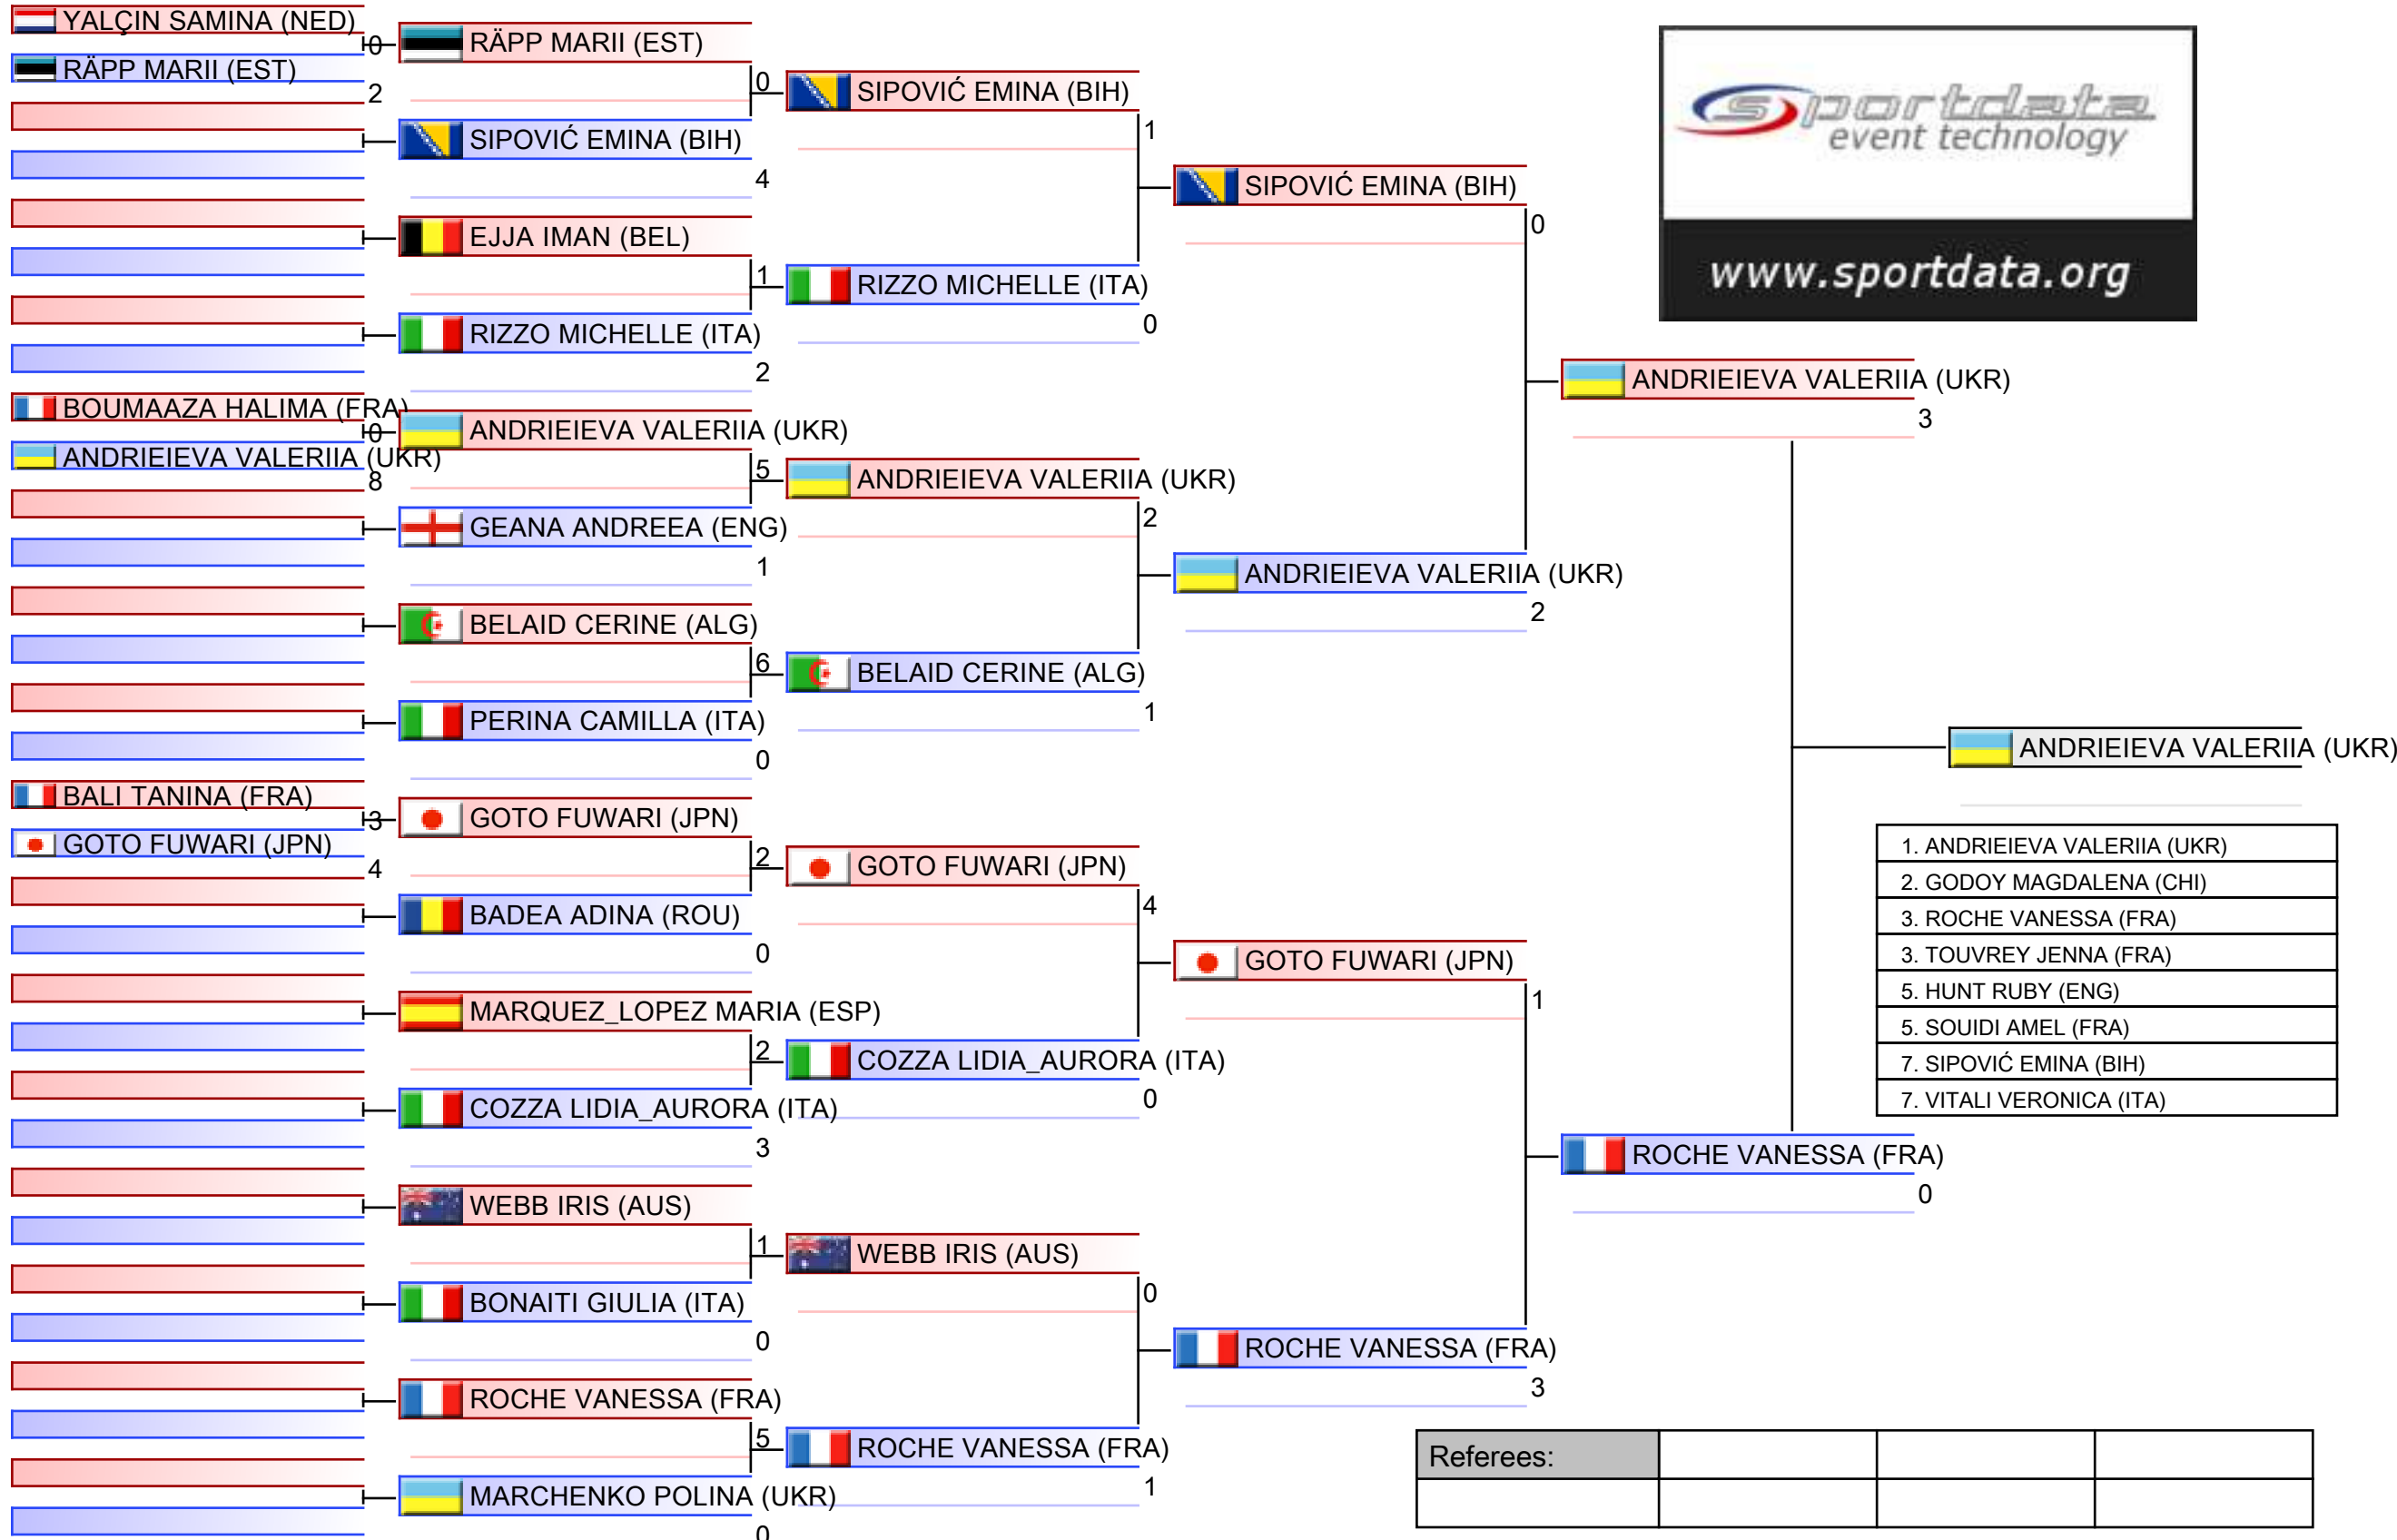 YALÇIN SAMINA (NED)
0
RÄPP MARII (EST)
2
BOUMAAZA HALIMA (FRA)
0
ANDRIEIEVA VALERIIA (UKR)
8
BALI TANINA (FRA)
3
GOTO FUWARI (JPN)
4
RÄPP MARII (EST)
0
SIPOVIĆ EMINA (BIH)
4
EJJA IMAN (BEL)
1
RIZZO MICHELLE (ITA)
2
ANDRIEIEVA VALERIIA (UKR)
5
GEANA ANDREEA (ENG)
1
BELAID CERINE (ALG)
6
PERINA CAMILLA (ITA)
0
GOTO FUWARI (JPN)
2
BADEA ADINA (ROU)
0
MARQUEZ_LOPEZ MARIA (ESP)
2
COZZA LIDIA_AURORA (ITA)
3
WEBB IRIS (AUS)
1
BONAITI GIULIA (ITA)
0
ROCHE VANESSA (FRA)
5
MARCHENKO POLINA (UKR)
0
SIPOVIĆ EMINA (BIH)
1
RIZZO MICHELLE (ITA)
0
ANDRIEIEVA VALERIIA (UKR)
2
BELAID CERINE (ALG)
1
GOTO FUWARI (JPN)
4
COZZA LIDIA_AURORA (ITA)
0
WEBB IRIS (AUS)
0
ROCHE VANESSA (FRA)
1
SIPOVIĆ EMINA (BIH)
0
ANDRIEIEVA VALERIIA (UKR)
2
GOTO FUWARI (JPN)
1
ROCHE VANESSA (FRA)
3
ANDRIEIEVA VALERIIA (UKR)
3
ROCHE VANESSA (FRA)
0
ANDRIEIEVA VALERIIA (UKR)
sportdata
event technology
www.sportdata.org
1. ANDRIEIEVA VALERIIA (UKR)
2. GODOY MAGDALENA (CHI)
3. ROCHE VANESSA (FRA)
3. TOUVREY JENNA (FRA)
5. HUNT RUBY (ENG)
5. SOUIDI AMEL (FRA)
7. SIPOVIĆ EMINA (BIH)
7. VITALI VERONICA (ITA)
Referees: